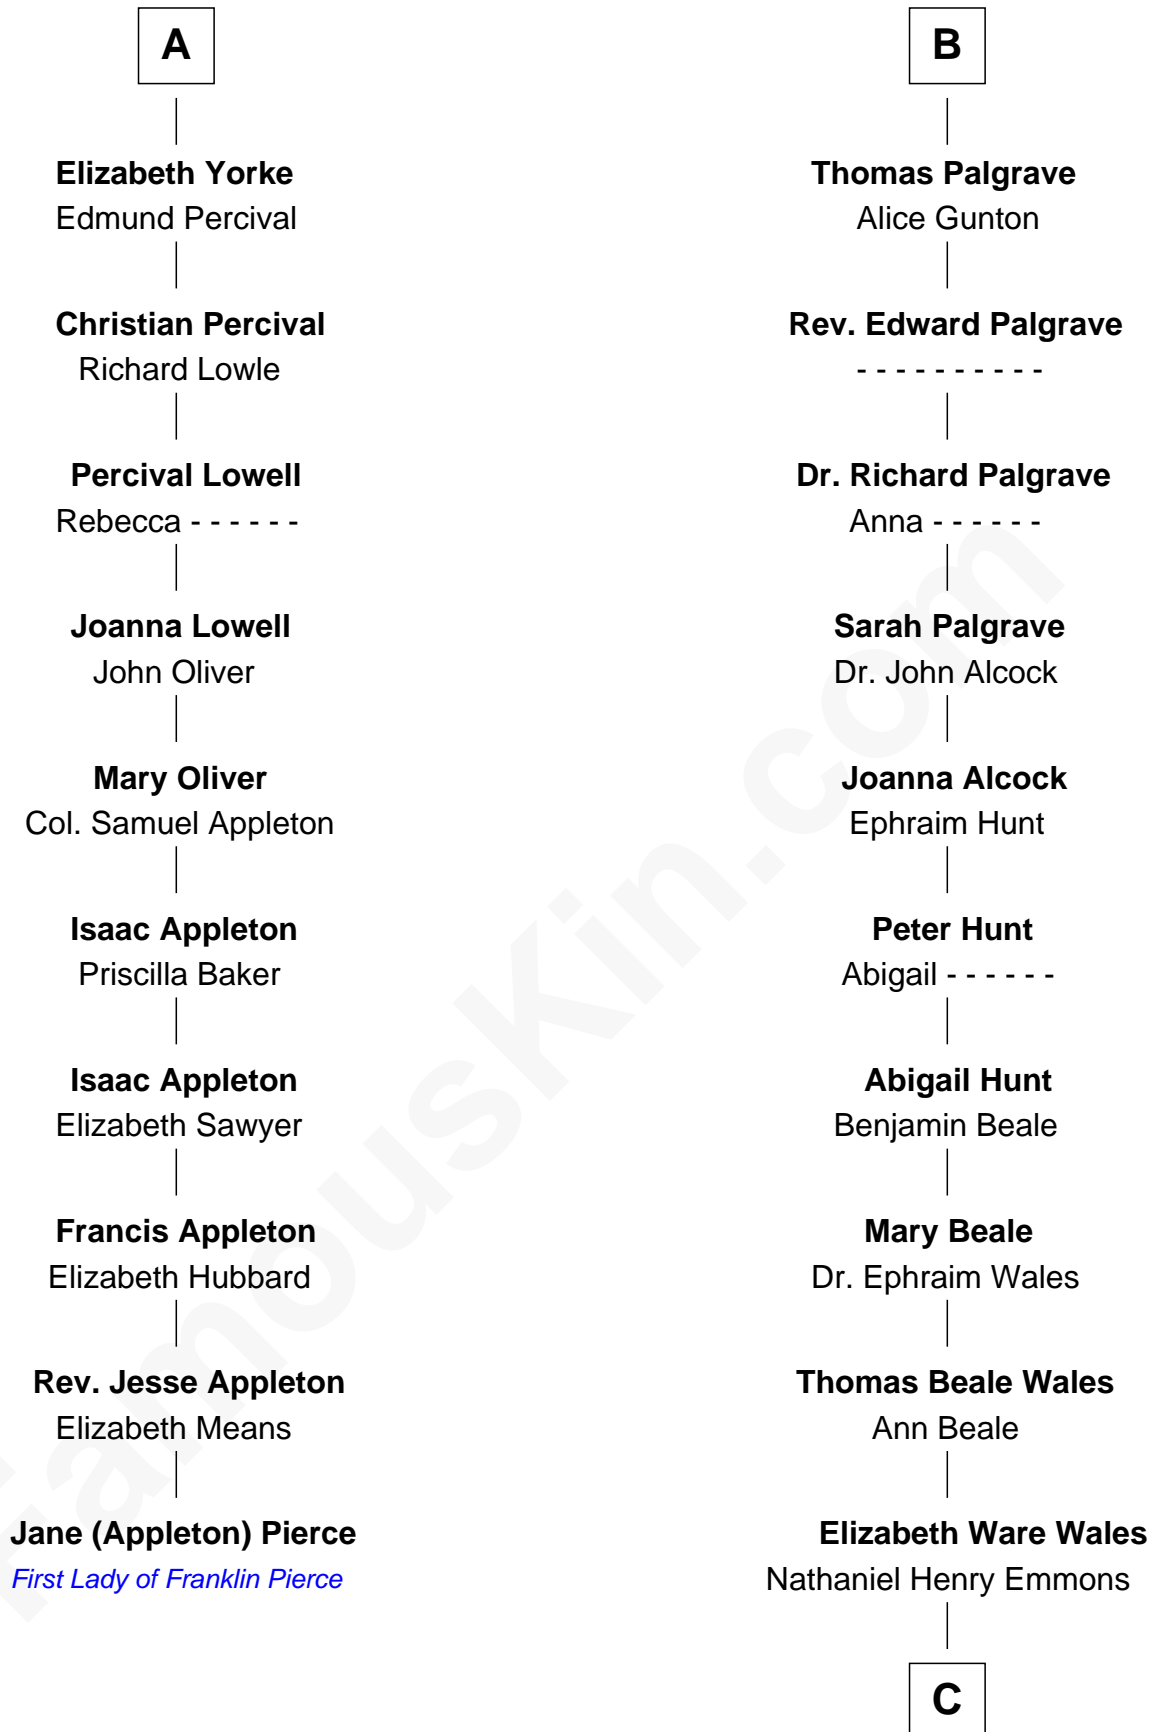 A
Elizabeth Yorke
Edmund Percival
Christian Percival
Richard Lowle
Percival Lowell
Rebecca - - - - - -
Joanna Lowell
John Oliver
Mary Oliver
Col. Samuel Appleton
Isaac Appleton
Priscilla Baker
Isaac Appleton
Elizabeth Sawyer
Francis Appleton
Elizabeth Hubbard
Rev. Jesse Appleton
Elizabeth Means
Jane (Appleton) Pierce
First Lady of Franklin Pierce
B
Thomas Palgrave
Alice Gunton
Rev. Edward Palgrave
- - - - - - - - - -
Dr. Richard Palgrave
Anna - - - - - -
Sarah Palgrave
Dr. John Alcock
Joanna Alcock
Ephraim Hunt
Peter Hunt
Abigail - - - - - -
Abigail Hunt
Benjamin Beale
Mary Beale
Dr. Ephraim Wales
Thomas Beale Wales
Ann Beale
Elizabeth Ware Wales
Nathaniel Henry Emmons
C
FamousKin.com